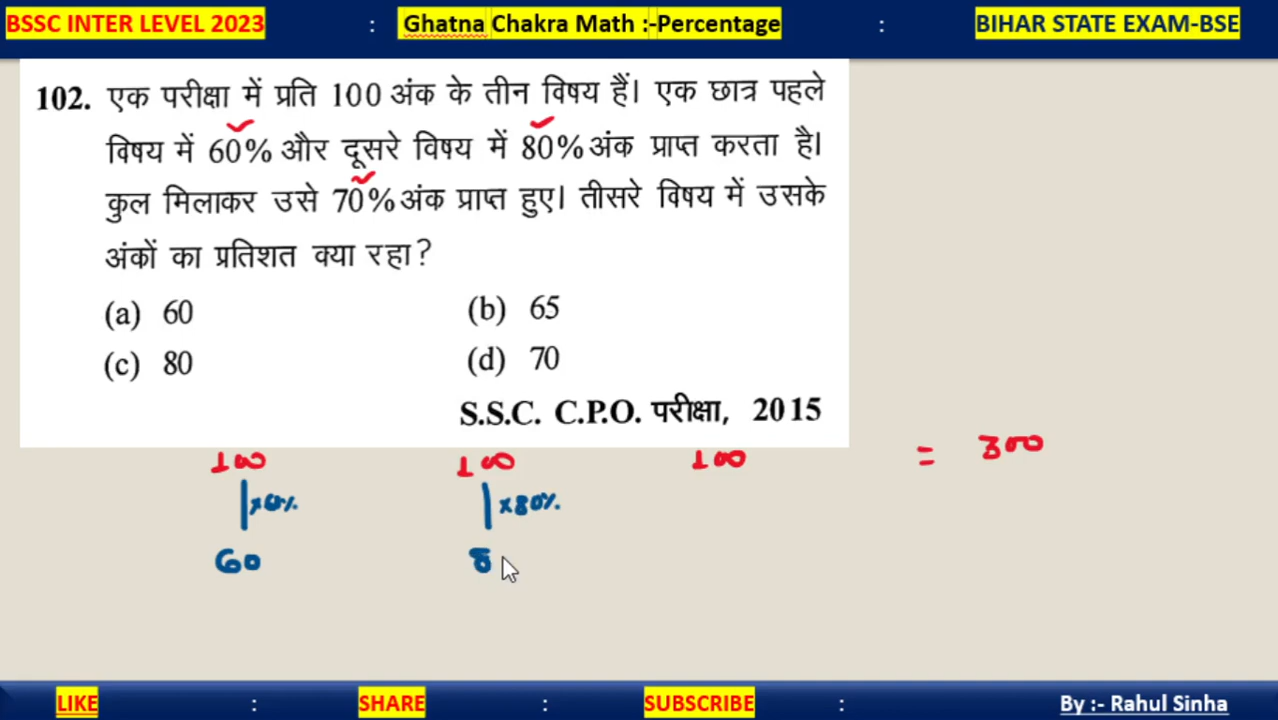 BSSC INTER LEVEL 2023 : Ghatna Chakra Math :-Percentage : BIHAR STATE EXAM-BSE
102. एक परीक्षा में प्रति 100 अंक के तीन विषय हैं। एक छात्र पहले
विषय में 60% और दूसरे विषय में 80% अंक प्राप्त करता है।
कुल मिलाकर उसे 70% अंक प्राप्त हुए। तीसरे विषय में उसके
अंकों का प्रतिशत क्या रहा?
(a) 60 (b) 65
(c) 80 (d) 70
S.S.C. C.P.O. परीक्षा, 2015
100 100 100 = 300
×60% ×80%
60 8
LIKE : SHARE : SUBSCRIBE : By :- Rahul Sinha